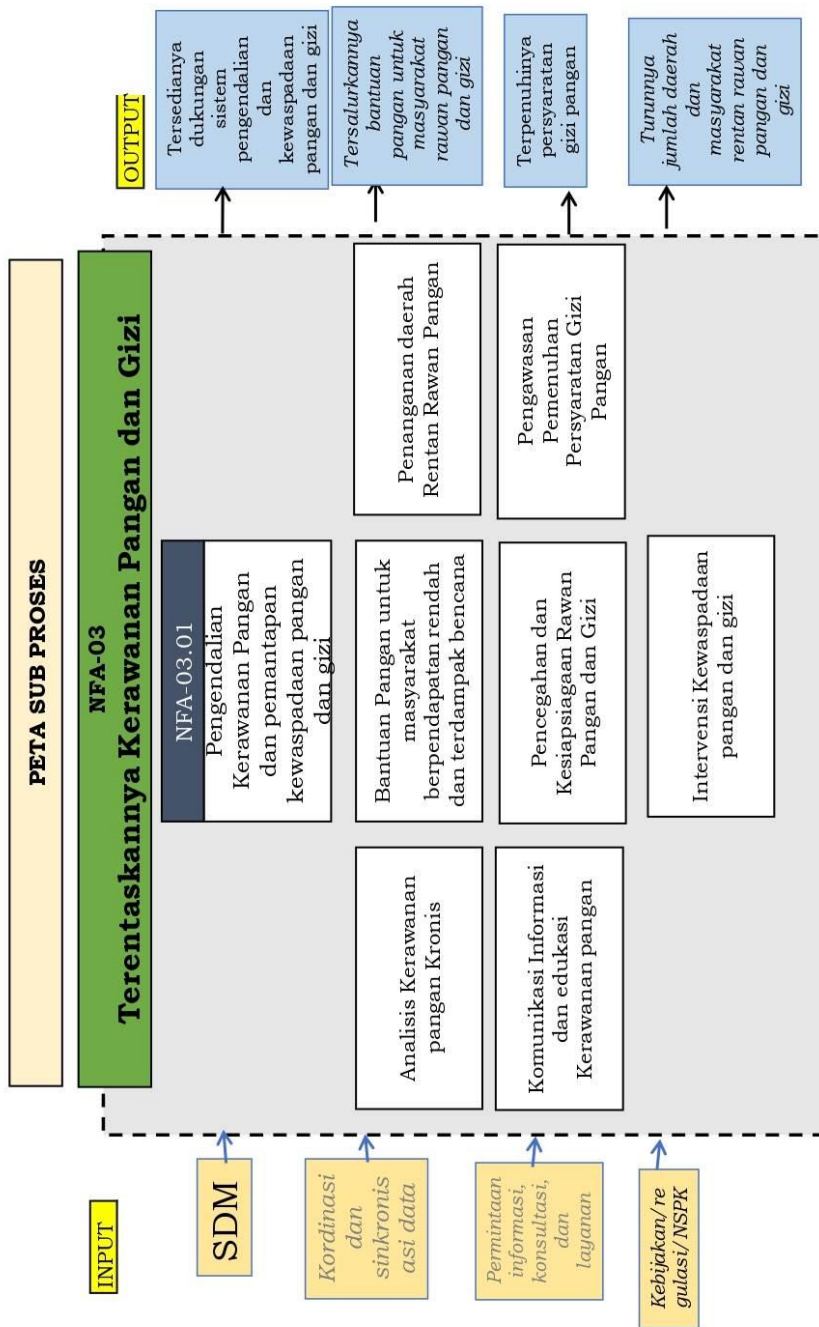 PETA SUB PROSES
NFA-03
Terentaskannya Kerawanan Pangan dan Gizi
INPUT
SDM
Kordinasi
dan
sinkronis
asi data
Permintaan
informasi,
konsultasi,
dan
layanan
Kebijakan/re
gulasi/NSPK
NFA-03.01
Pengendalian
Kerawanan Pangan
dan pemantapan
kewaspadaan pangan
dan gizi
Analisis Kerawanan
pangan Kronis
Bantuan Pangan untuk
masyarakat
berpendapatan rendah
dan terdampak bencana
Penanganan daerah
Rentan Rawan Pangan
Komunikasi Informasi
dan edukasi
Kerawanan pangan
Pencegahan dan
Kesiapsiagaan Rawan
Pangan dan Gizi
Pengawasan
Pemenuhan
Persyaratan Gizi
Pangan
Intervensi Kewaspadaan
pangan dan gizi
OUTPUT
Tersedianya
dukungan
sistem
pengendalian
dan
kewaspadaan
pangan dan gizi
Tersalurkannya
bantuan
pangan untuk
masyarakat
rawan pangan
dan gizi
Terpenuhinya
persyaratan
gizi pangan
Turunnya
jumlah daerah
dan
masyarakat
rentan rawan
pangan dan
gizi